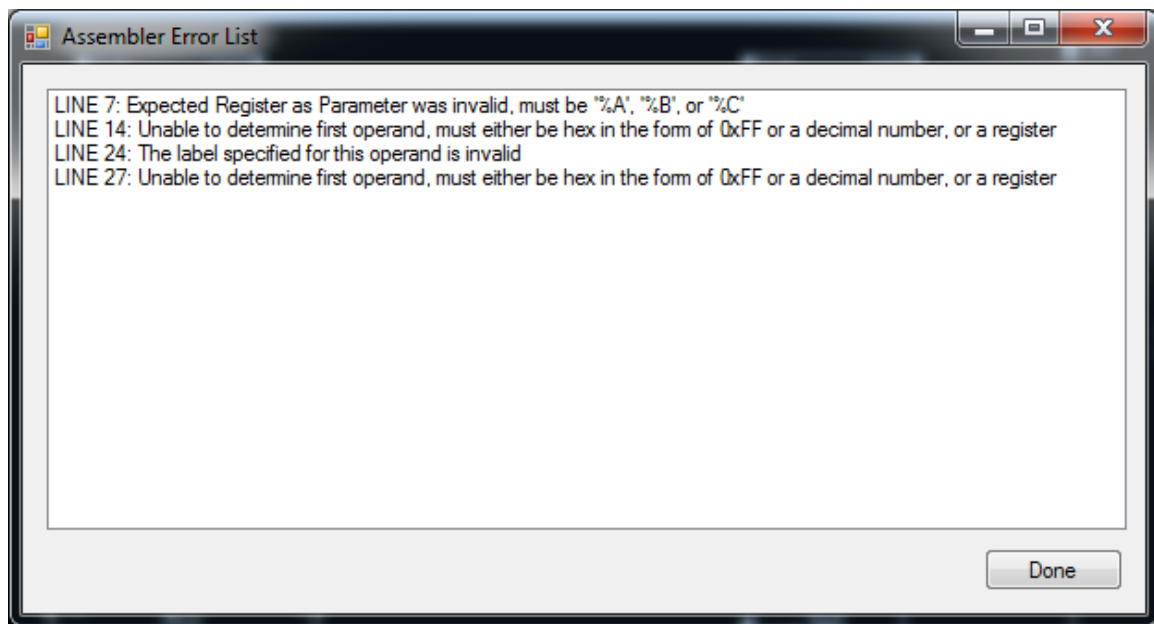 Assembler Error List
LINE 7: Expected Register as Parameter was invalid, must be '%A', '%B', or '%C'
LINE 14: Unable to determine first operand, must either be hex in the form of 0xFF or a decimal number, or a register
LINE 24: The label specified for this operand is invalid
LINE 27: Unable to determine first operand, must either be hex in the form of 0xFF or a decimal number, or a register
Done